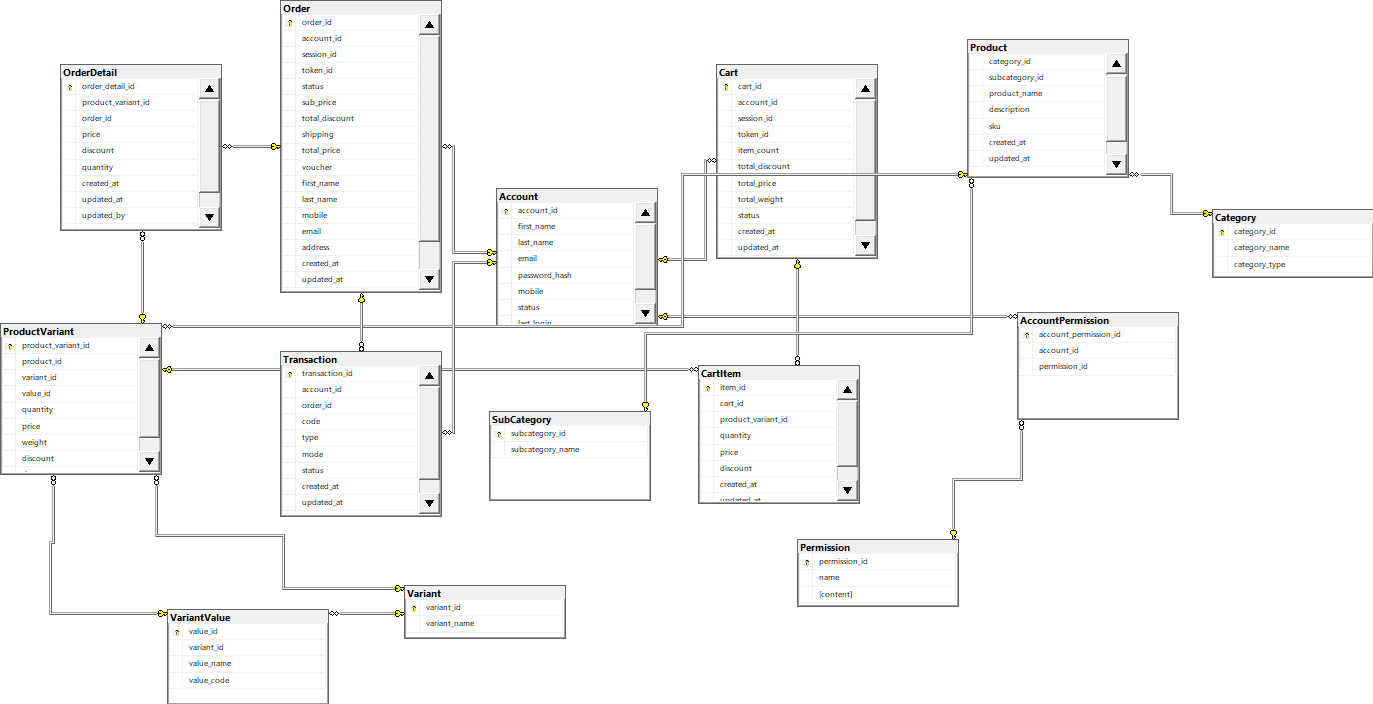 Order
order_id
account_id
session_id
token_id
status
sub_price
total_discount
shipping
total_price
voucher
first_name
last_name
mobile
email
address
created_at
updated_at
OrderDetail
order_detail_id
product_variant_id
order_id
price
discount
quantity
created_at
updated_at
updated_by
Account
account_id
first_name
last_name
email
password_hash
mobile
status
last_login
Cart
cart_id
account_id
session_id
token_id
item_count
total_discount
total_price
total_weight
status
created_at
updated_at
Product
category_id
subcategory_id
product_name
description
sku
created_at
updated_at
Category
category_id
category_name
category_type
ProductVariant
product_variant_id
product_id
variant_id
value_id
quantity
price
weight
discount
Transaction
transaction_id
account_id
order_id
code
type
mode
status
created_at
updated_at
SubCategory
subcategory_id
subcategory_name
CartItem
item_id
cart_id
product_variant_id
quantity
price
discount
created_at
updated_at
AccountPermission
account_permission_id
account_id
permission_id
Permission
permission_id
name
[content]
VariantValue
value_id
variant_id
value_name
value_code
Variant
variant_id
variant_name